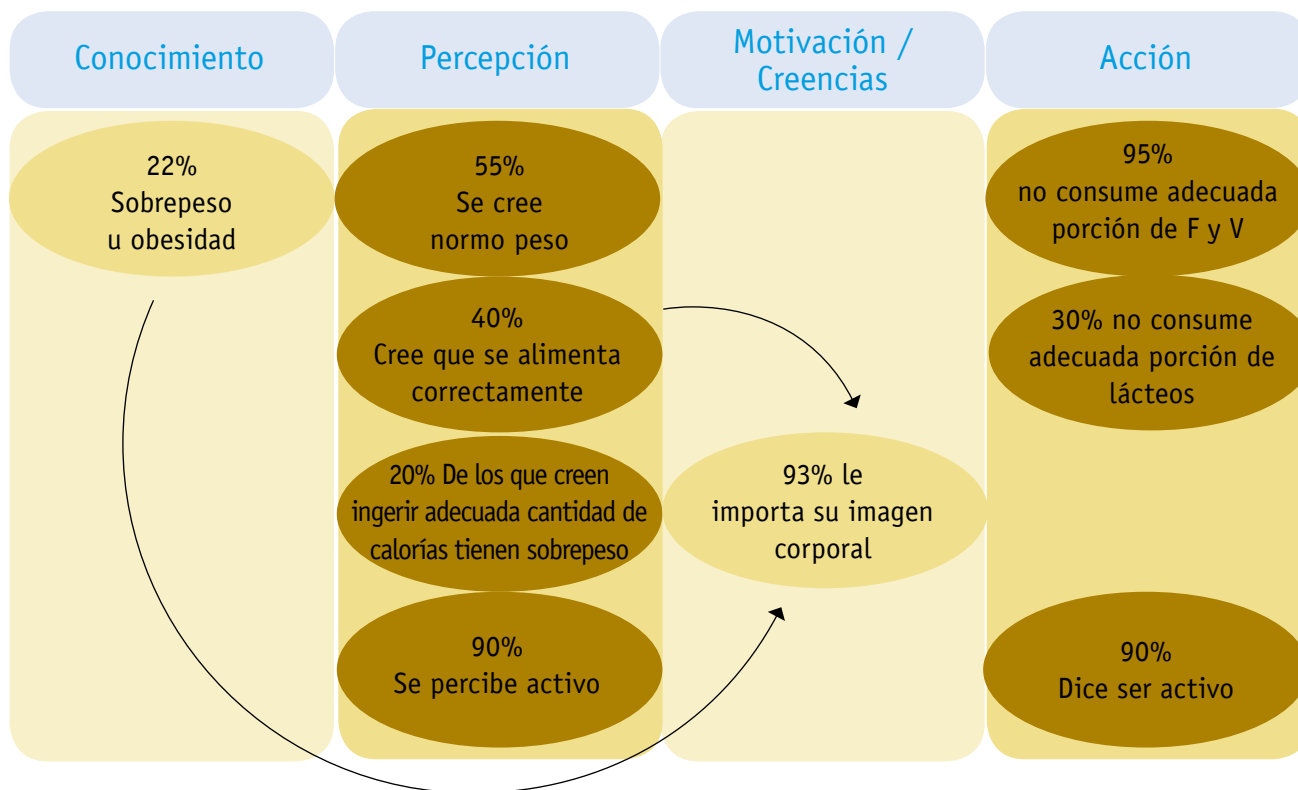 Conocimiento
Percepción
Motivación /
Creencias
Acción
22%
Sobrepeso
u obesidad
55%
Se cree
normo peso
40%
Cree que se alimenta
correctamente
20% De los que creen
ingerir adecuada cantidad de
calorías tienen sobrepeso
90%
Se percibe activo
93% le
importa su imagen
corporal
95%
no consume adecuada
porción de F y V
30% no consume
adecuada porción de
lácteos
90%
Dice ser activo